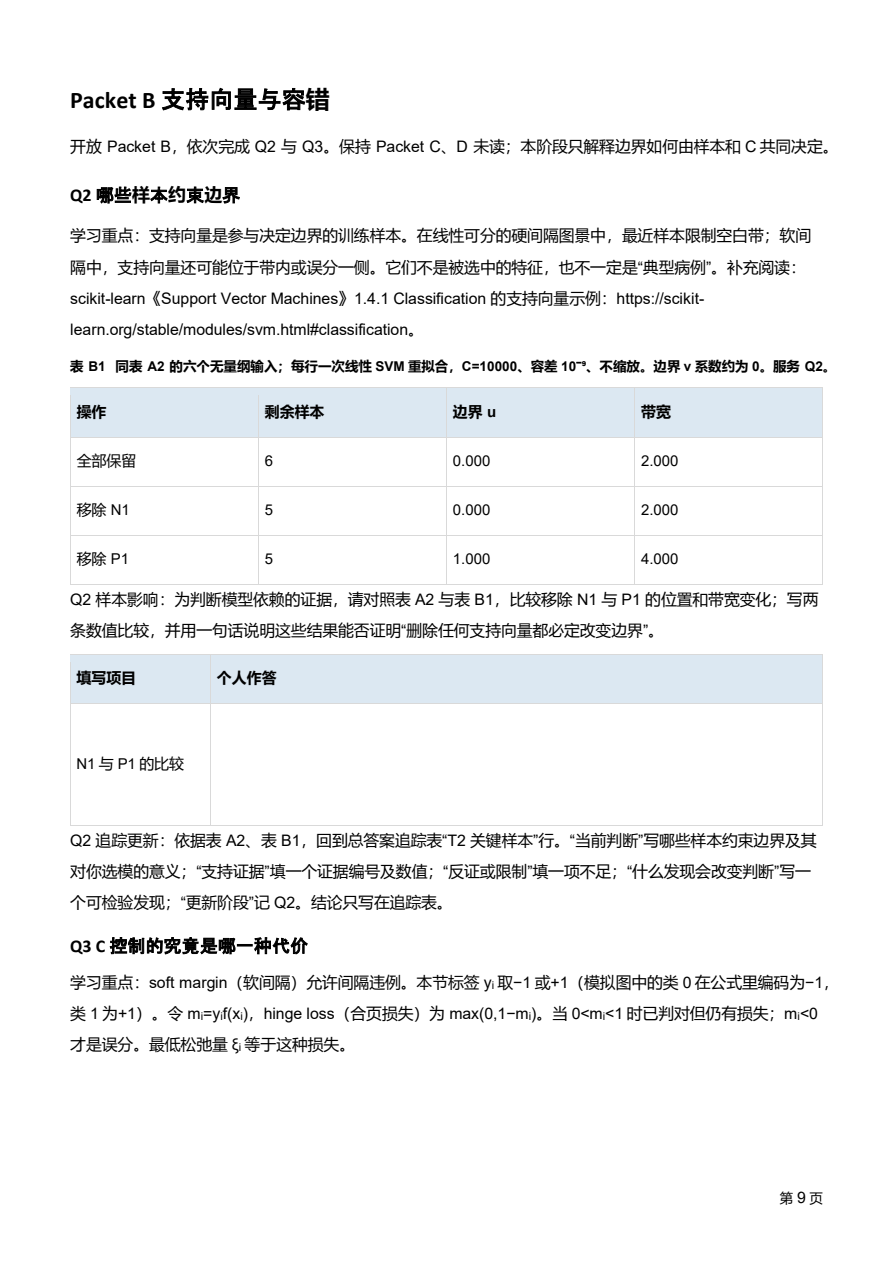 Packet B 支持向量与容错
开放 Packet B，依次完成 Q2 与 Q3。保持 Packet C、D 未读；本阶段只解释边界如何由样本和 C 共同决定。
Q2 哪些样本约束边界
学习重点：支持向量是参与决定边界的训练样本。在线性可分的硬间隔图景中，最近样本限制空白带；软间
隔中，支持向量还可能位于带内或误分一侧。它们不是被选中的特征，也不一定是“典型病例”。补充阅读：
scikit-learn《Support Vector Machines》1.4.1 Classification 的支持向量示例：https://scikit-
learn.org/stable/modules/svm.html#classification。
表 B1 同表 A2 的六个无量纲输入；每行一次线性 SVM 重拟合，C=10000、容差 10⁻⁹、不缩放。边界 v 系数约为 0。服务 Q2。
操作 剩余样本 边界 u 带宽
全部保留 6 0.000 2.000
移除 N1 5 0.000 2.000
移除 P1 5 1.000 4.000
Q2 样本影响：为判断模型依赖的证据，请对照表 A2 与表 B1，比较移除 N1 与 P1 的位置和带宽变化；写两
条数值比较，并用一句话说明这些结果能否证明“删除任何支持向量都必定改变边界”。
填写项目 个人作答
N1 与 P1 的比较
Q2 追踪更新：依据表 A2、表 B1，回到总答案追踪表“T2 关键样本”行。“当前判断”写哪些样本约束边界及其
对你选模的意义；“支持证据”填一个证据编号及数值；“反证或限制”填一项不足；“什么发现会改变判断”写一
个可检验发现；“更新阶段”记 Q2。结论只写在追踪表。
Q3 C 控制的究竟是哪一种代价
学习重点：soft margin（软间隔）允许间隔违例。本节标签 yᵢ 取−1 或+1（模拟图中的类 0 在公式里编码为−1，
类 1 为+1）。令 mᵢ=yᵢf(xᵢ)，hinge loss（合页损失）为 max(0,1−mᵢ)。当 0<mᵢ<1 时已判对但仍有损失；mᵢ<0
才是误分。最低松弛量 ξᵢ 等于这种损失。
第 9 页